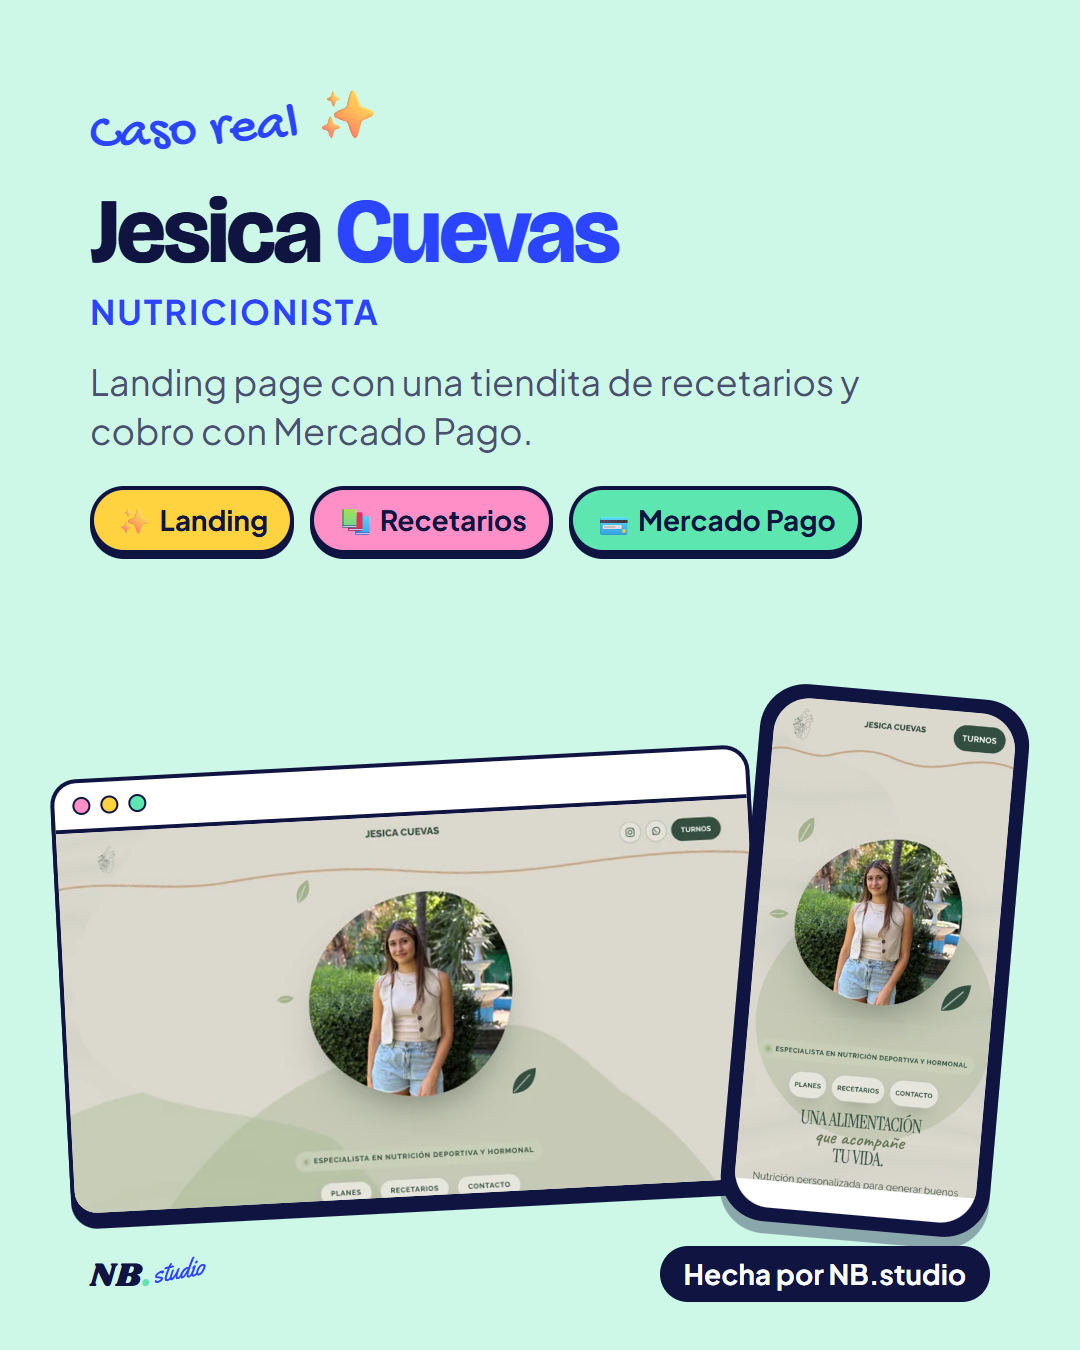 Caso real
Jesica Cuevas
NUTRICIONISTA
Landing page con una tiendita de recetarios y
cobro con Mercado Pago.
Landing
Recetarios
Mercado Pago
JESICA CUEVAS
TURNOS
ESPECIALISTA EN NUTRICIÓN DEPORTIVA Y HORMONAL
PLANES
RECETARIOS
CONTACTO
JESICA CUEVAS
TURNOS
ESPECIALISTA EN NUTRICIÓN DEPORTIVA Y HORMONAL
PLANES
RECETARIOS
CONTACTO
UNA ALIMENTACIÓN
que acompañe
TU VIDA.
Nutrición personalizada para generar buenos
NB.studio
Hecha por NB.studio